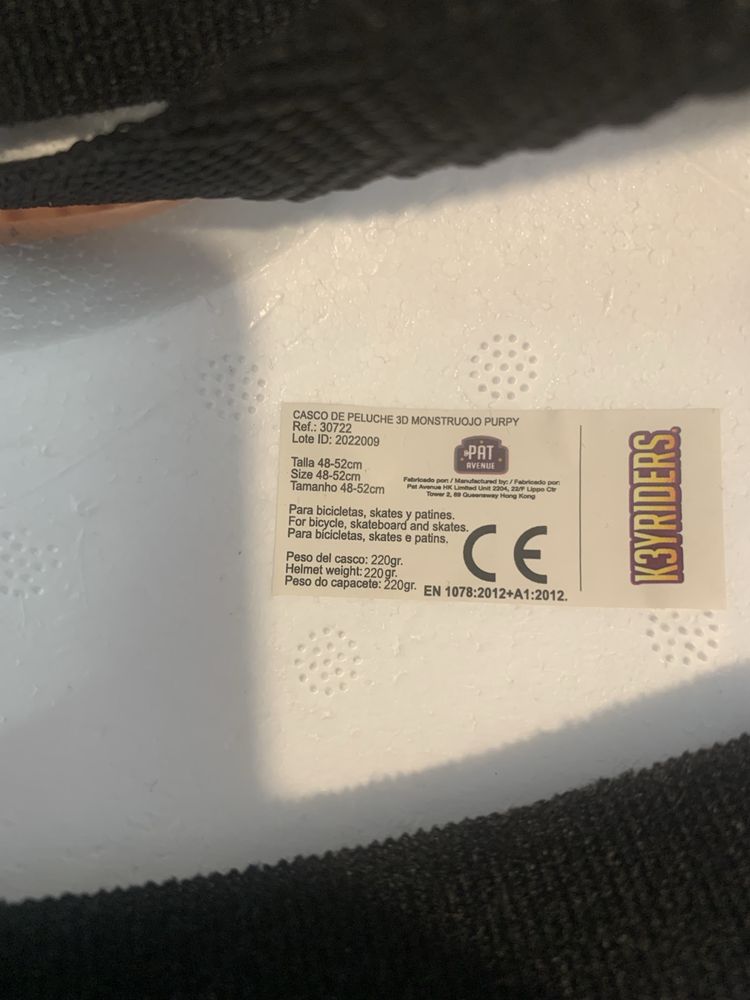 CASCO DE PELUCHE 3D MONSTRUOJO PURPY
Ref.: 30722
Lote ID: 2022009
PAT
AVENUE
Talla 48-52cm
Size 48-52cm
Tamanho 48-52cm
Fabricado por: / Manufactured by: / Fabricado por:
Pat Avenue HK Limited Unit 2204, 22/F Lippo Ctr
Tower 2, 89 Queensway Hong Kong
Para bicicletas, skates y patines.
For bicycle, skateboard and skates.
Para bicicletas, skates e patins.
Peso del casco: 220gr.
Helmet weight: 220gr.
Peso do capacete: 220gr.
CE
EN 1078:2012+A1:2012.
K3YRIDERS.